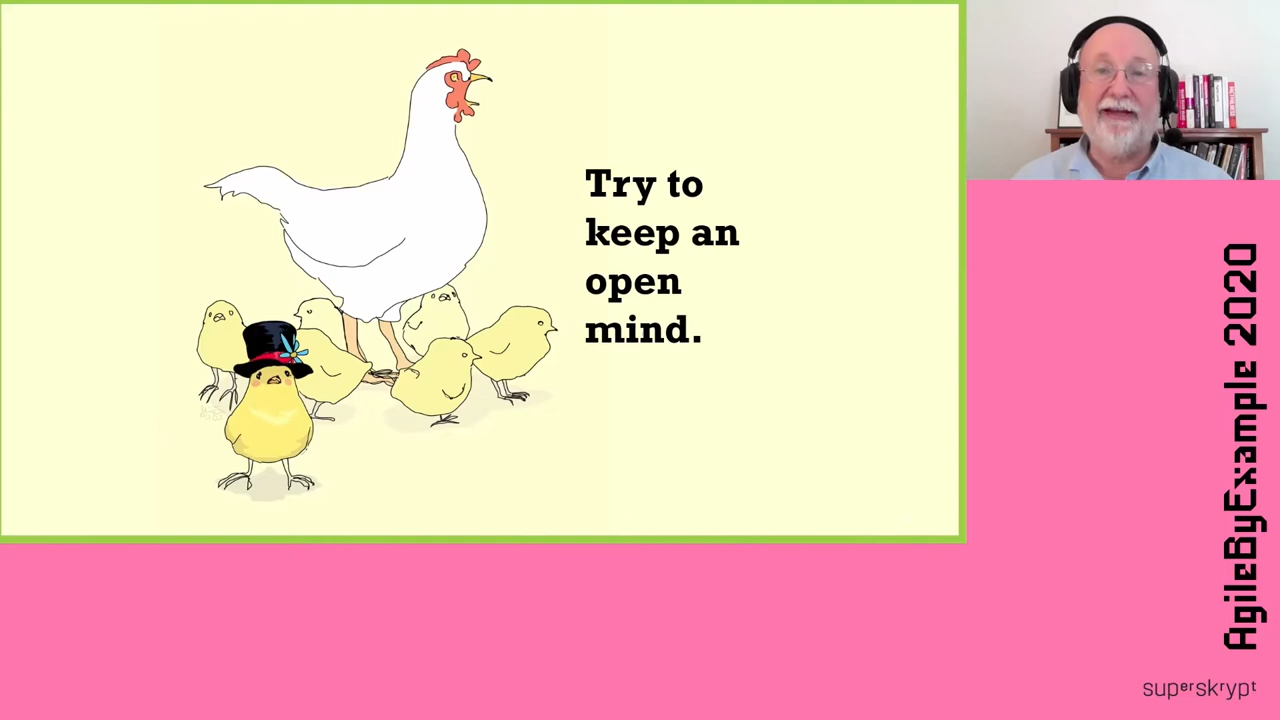 Try to
keep an
open
mind.
AgileByExample 2020
superskrypt